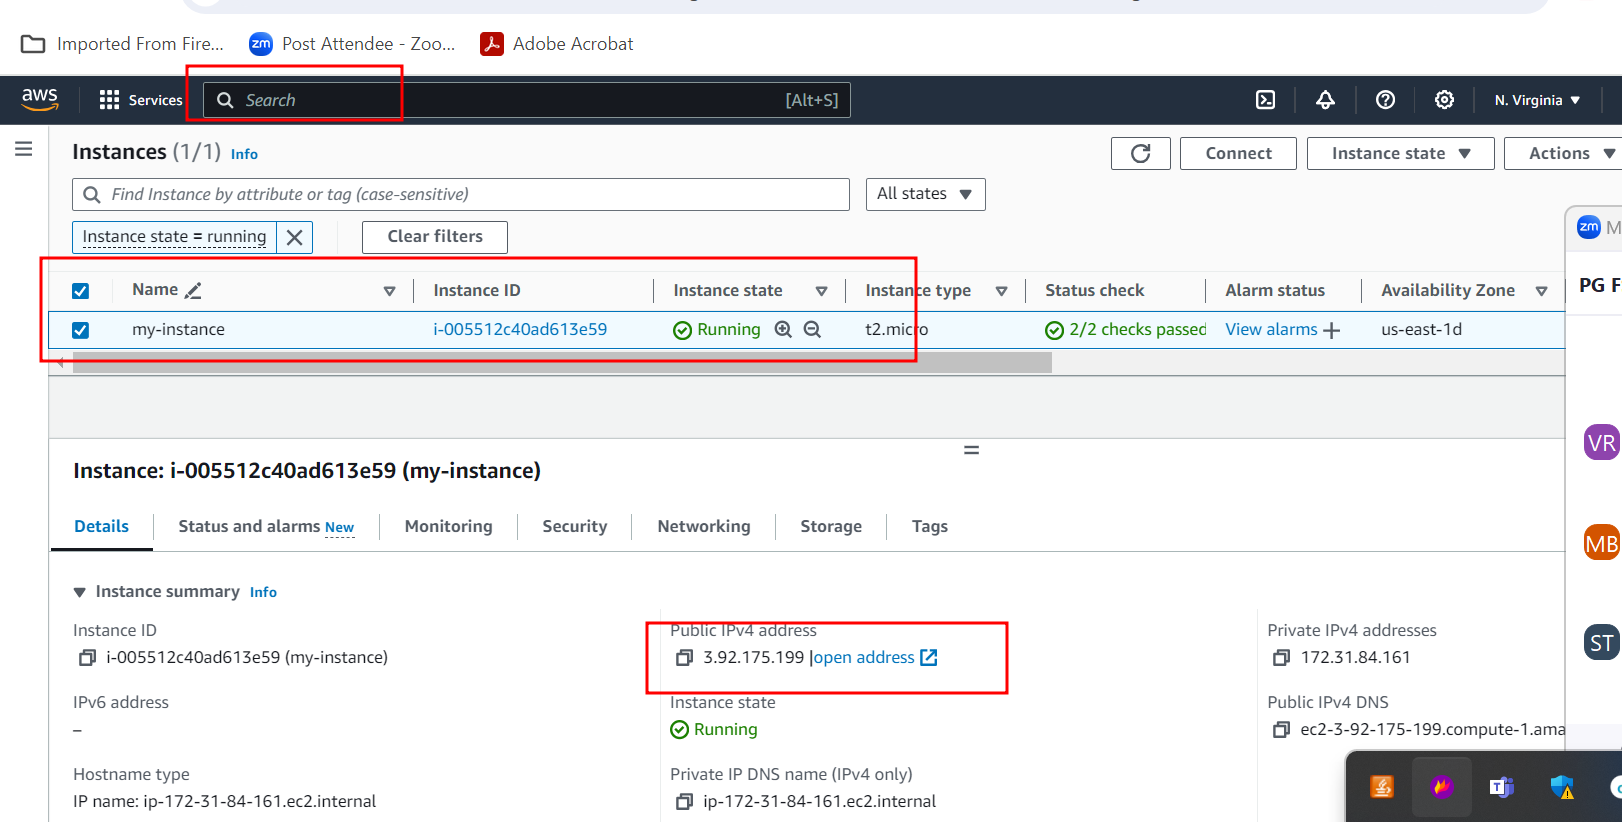 Imported From Fire...
zm Post Attendee - Zoo...
Adobe Acrobat
aws
Services
Search
[Alt+S]
N. Virginia
Instances (1/1) Info
Connect
Instance state
Actions
Find Instance by attribute or tag (case-sensitive)
All states
Instance state = running
Clear filters
Name
Instance ID
Instance state
Instance type
Status check
Alarm status
Availability Zone
my-instance
i-005512c40ad613e59
Running
t2.micro
2/2 checks passed
View alarms
us-east-1d
zm M
PG F
VR
MB
ST
Instance: i-005512c40ad613e59 (my-instance)
Details
Status and alarms New
Monitoring
Security
Networking
Storage
Tags
Instance summary Info
Instance ID
i-005512c40ad613e59 (my-instance)
Public IPv4 address
3.92.175.199 |open address
Private IPv4 addresses
172.31.84.161
IPv6 address
–
Instance state
Running
Public IPv4 DNS
ec2-3-92-175-199.compute-1.ama
Hostname type
IP name: ip-172-31-84-161.ec2.internal
Private IP DNS name (IPv4 only)
ip-172-31-84-161.ec2.internal